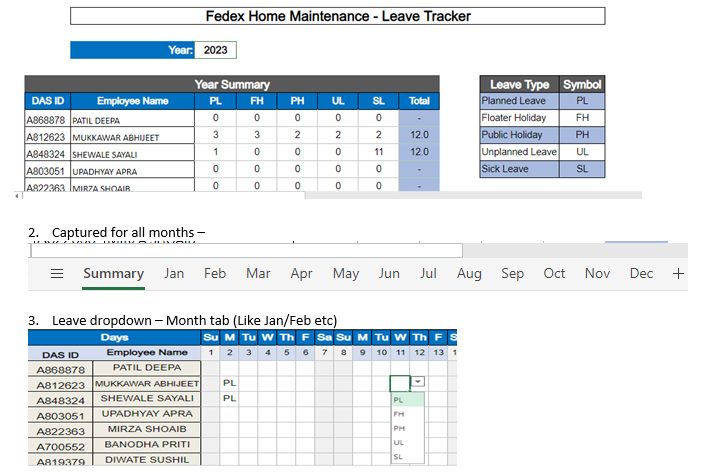 Fedex Home Maintenance - Leave Tracker
Year: 2023
Year Summary
DAS ID Employee Name PL FH PH UL SL Total
A868878 PATIL DEEPA 0 0 0 0 0 -
A812623 MUKKAWAR ABHIJEET 3 3 2 2 2 12.0
A848324 SHEWALE SAYALI 1 0 0 0 11 12.0
A803051 UPADHYAY APRA 0 0 0 0 0 -
A822363 MIRZA SHOAIB 0 0 0 0 0 -
Leave Type Symbol
Planned Leave PL
Floater Holiday FH
Public Holiday PH
Unplanned Leave UL
Sick Leave SL
2. Captured for all months –
Summary Jan Feb Mar Apr May Jun Jul Aug Sep Oct Nov Dec +
3. Leave dropdown – Month tab (Like Jan/Feb etc)
Days Su M Tu W Th F Sa Su M Tu W Th F S
DAS ID Employee Name 1 2 3 4 5 6 7 8 9 10 11 12 13 1
A868878 PATIL DEEPA
A812623 MUKKAWAR ABHIJEET PL
A848324 SHEWALE SAYALI PL PL
A803051 UPADHYAY APRA FH
A822363 MIRZA SHOAIB PH
A700552 BANODHA PRITI UL
A819379 DIWATE SUSHIL SL